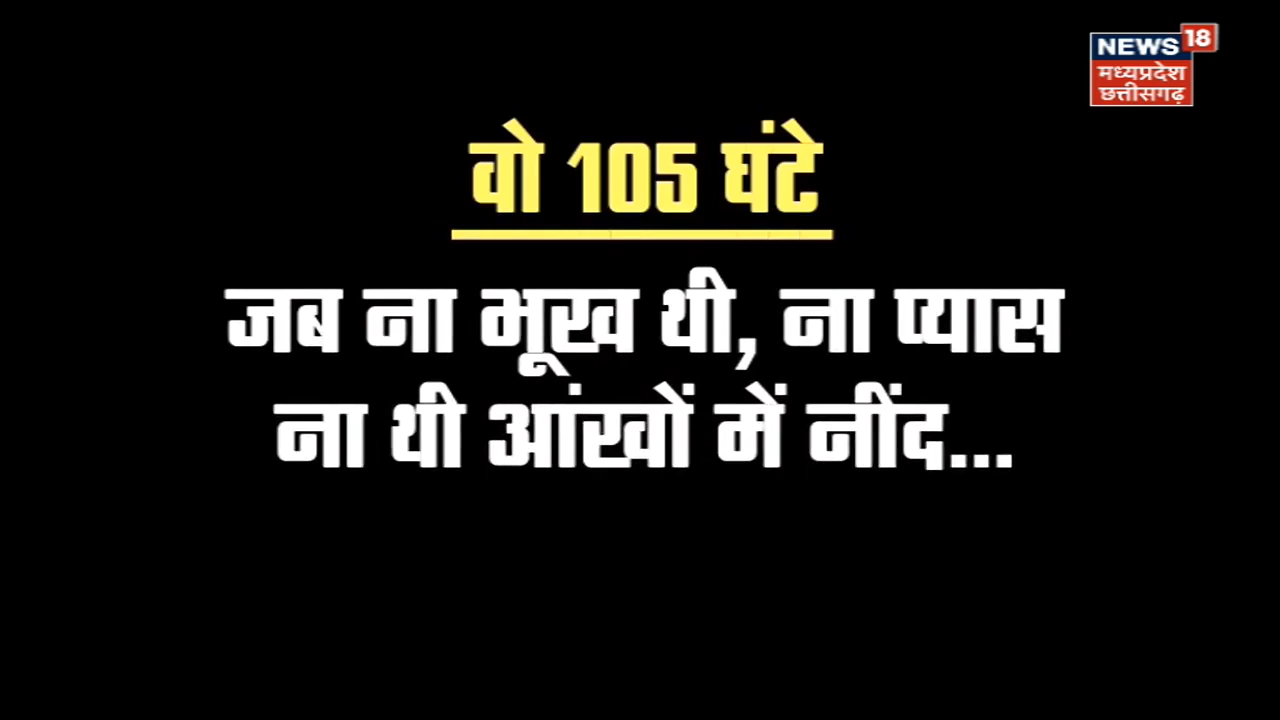 NEWS 18
मध्यप्रदेश
छत्तीसगढ़
वो 105 घंटे
जब ना भूख थी, ना प्यास
ना थी आंखों में नींद...